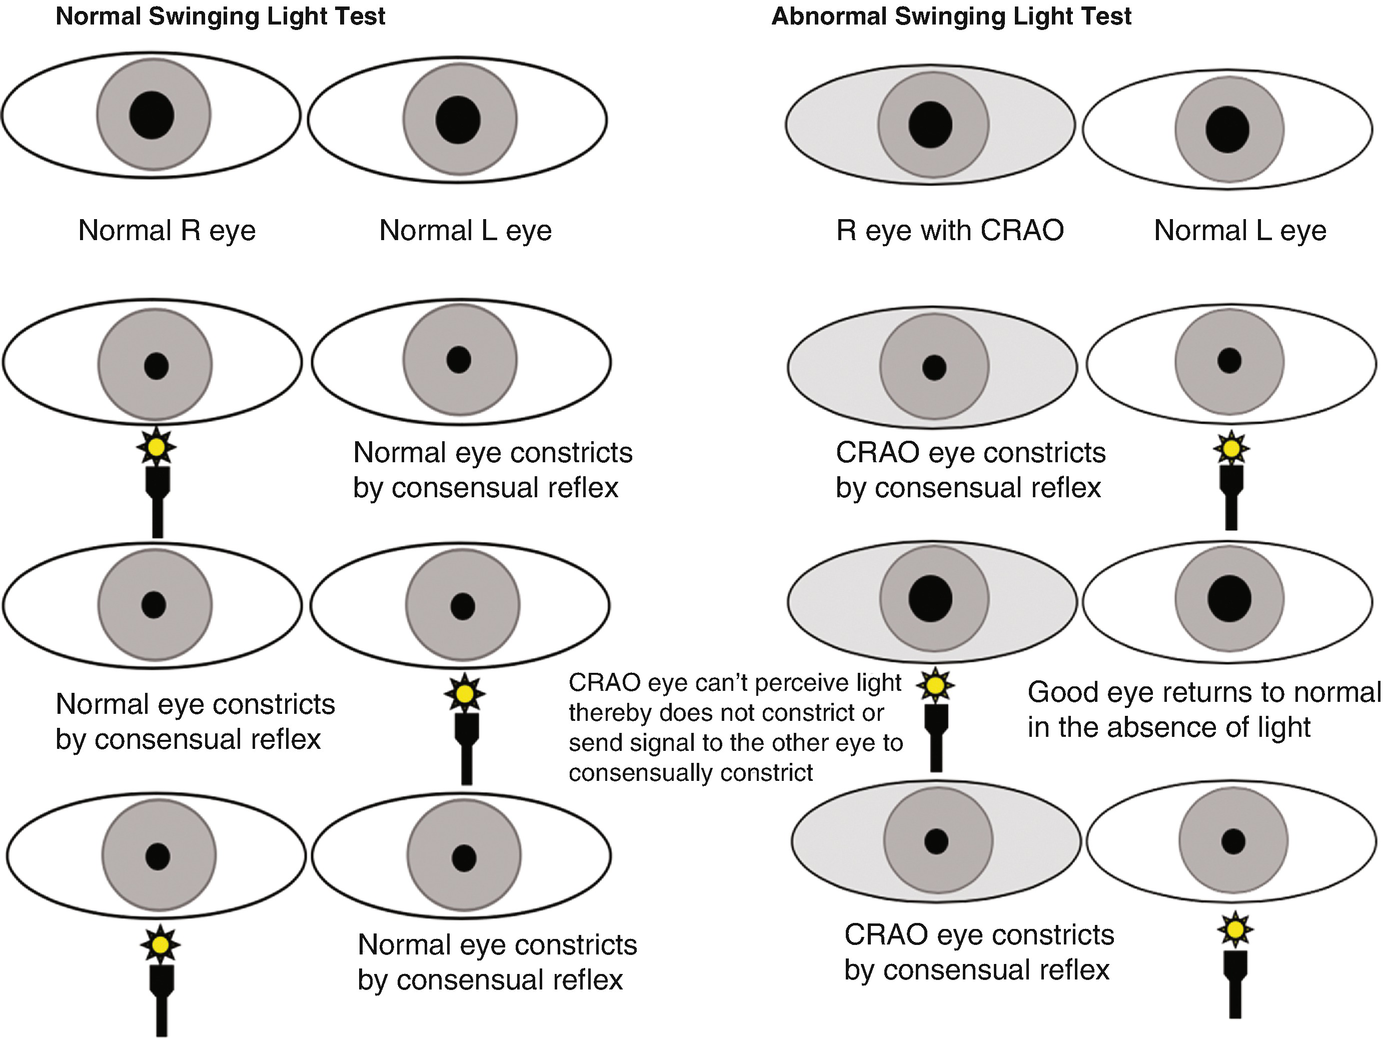 Normal Swinging Light Test
Abnormal Swinging Light Test
Normal R eye
Normal L eye
R eye with CRAO
Normal L eye
Normal eye constricts
by consensual reflex
CRAO eye constricts
by consensual reflex
Normal eye constricts
by consensual reflex
CRAO eye can't perceive light
thereby does not constrict or
send signal to the other eye to
consensually constrict
Good eye returns to normal
in the absence of light
Normal eye constricts
by consensual reflex
CRAO eye constricts
by consensual reflex